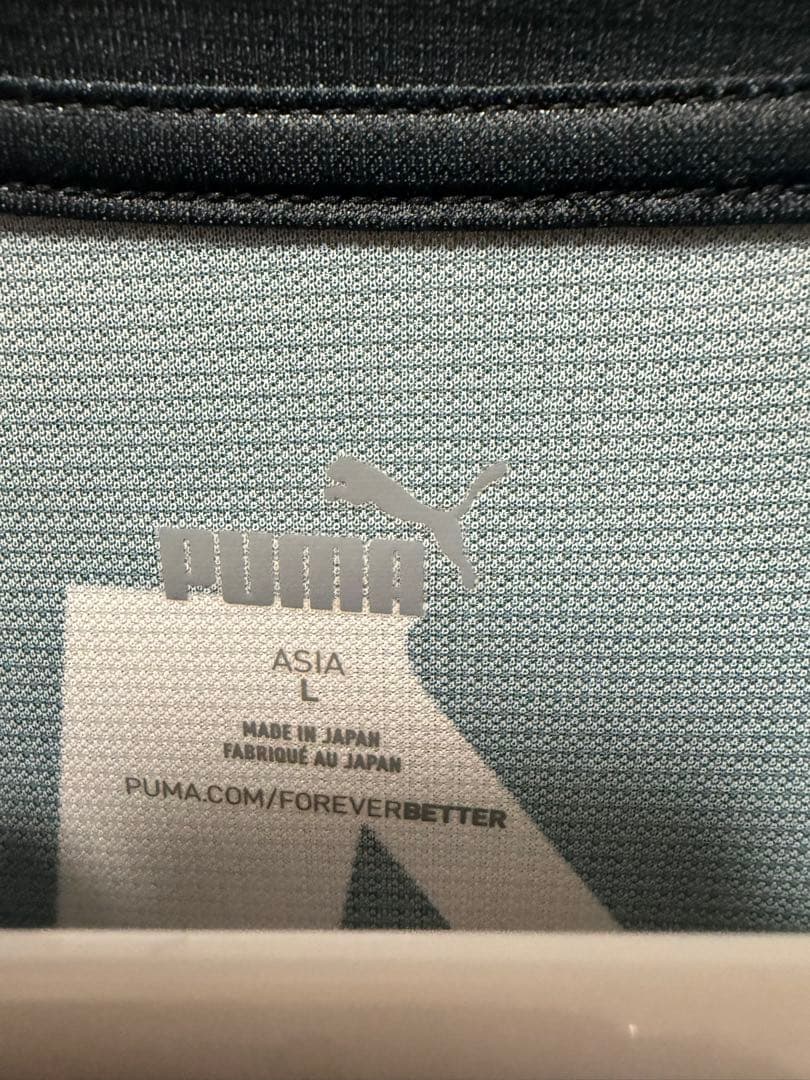 PUMA
ASIA
L
MADE IN JAPAN
FABRIQUÉ AU JAPAN
PUMA.COM/FOREVERBETTER